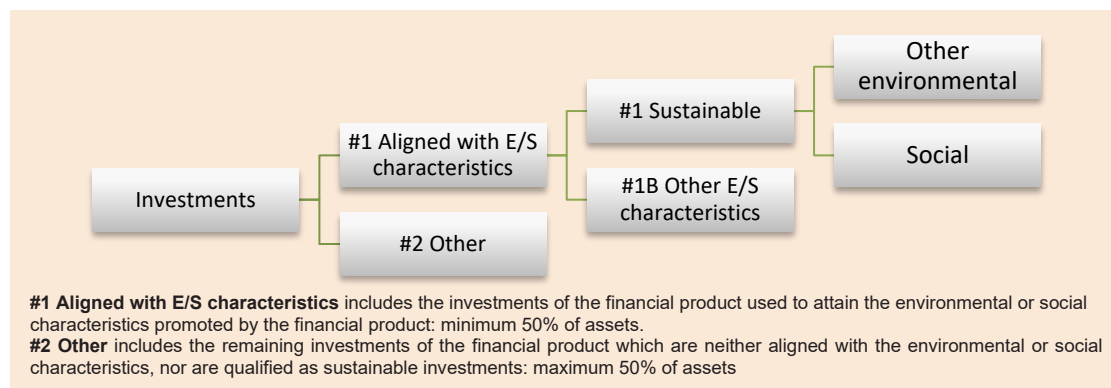 Other
environmental
#1 Sustainable
#1 Aligned with E/S
characteristics
Social
Investments
#1B Other E/S
characteristics
#2 Other
#1 Aligned with E/S characteristics includes the investments of the financial product used to attain the environmental or social
characteristics promoted by the financial product: minimum 50% of assets.
#2 Other includes the remaining investments of the financial product which are neither aligned with the environmental or social
characteristics, nor are qualified as sustainable investments: maximum 50% of assets